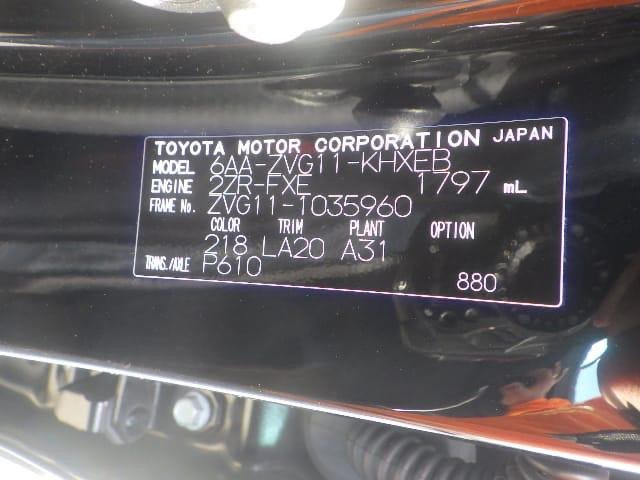 TOYOTA MOTOR CORPORATION JAPAN
MODEL 6AA-ZVG11-KHXEB
ENGINE 2ZR-FXE 1797 mL
FRAME No. ZVG11-1035960
COLOR TRIM PLANT OPTION
218 LA20 A31
TRANS./AXLE P610
880